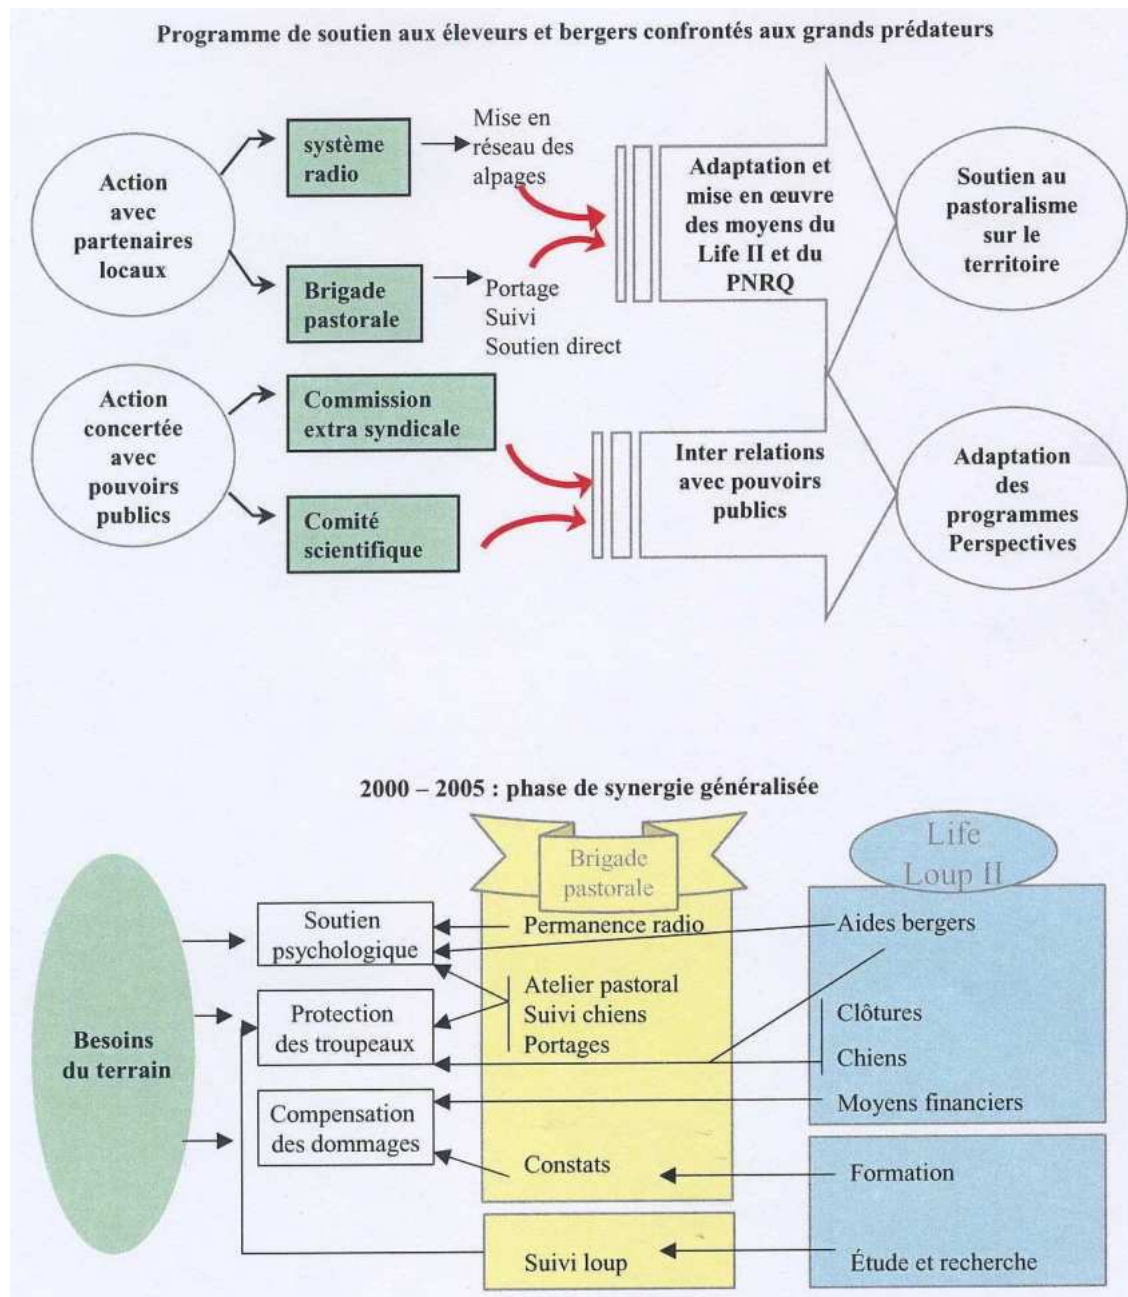 Programme de soutien aux éleveurs et bergers confrontés aux grands prédateurs
Action
avec
partenaires
locaux
système
radio
Mise en
réseau des
alpages
Brigade
pastorale
Portage
Suivi
Soutien direct
Adaptation et
mise en œuvre
des moyens du
Life II et du
PNRQ
Soutien au
pastoralisme
sur le
territoire
Action
concertée
avec
pouvoirs
publics
Commission
extra syndicale
Comité
scientifique
Inter relations
avec pouvoirs
publics
Adaptation
des
programmes
Perspectives
2000 – 2005 : phase de synergie généralisée
Besoins
du terrain
Soutien
psychologique
Protection
des troupeaux
Compensation
des dommages
Brigade
pastorale
Permanence radio
Atelier pastoral
Suivi chiens
Portages
Constats
Suivi loup
Life
Loup II
Aides bergers
Clôtures
Chiens
Moyens financiers
Formation
Étude et recherche